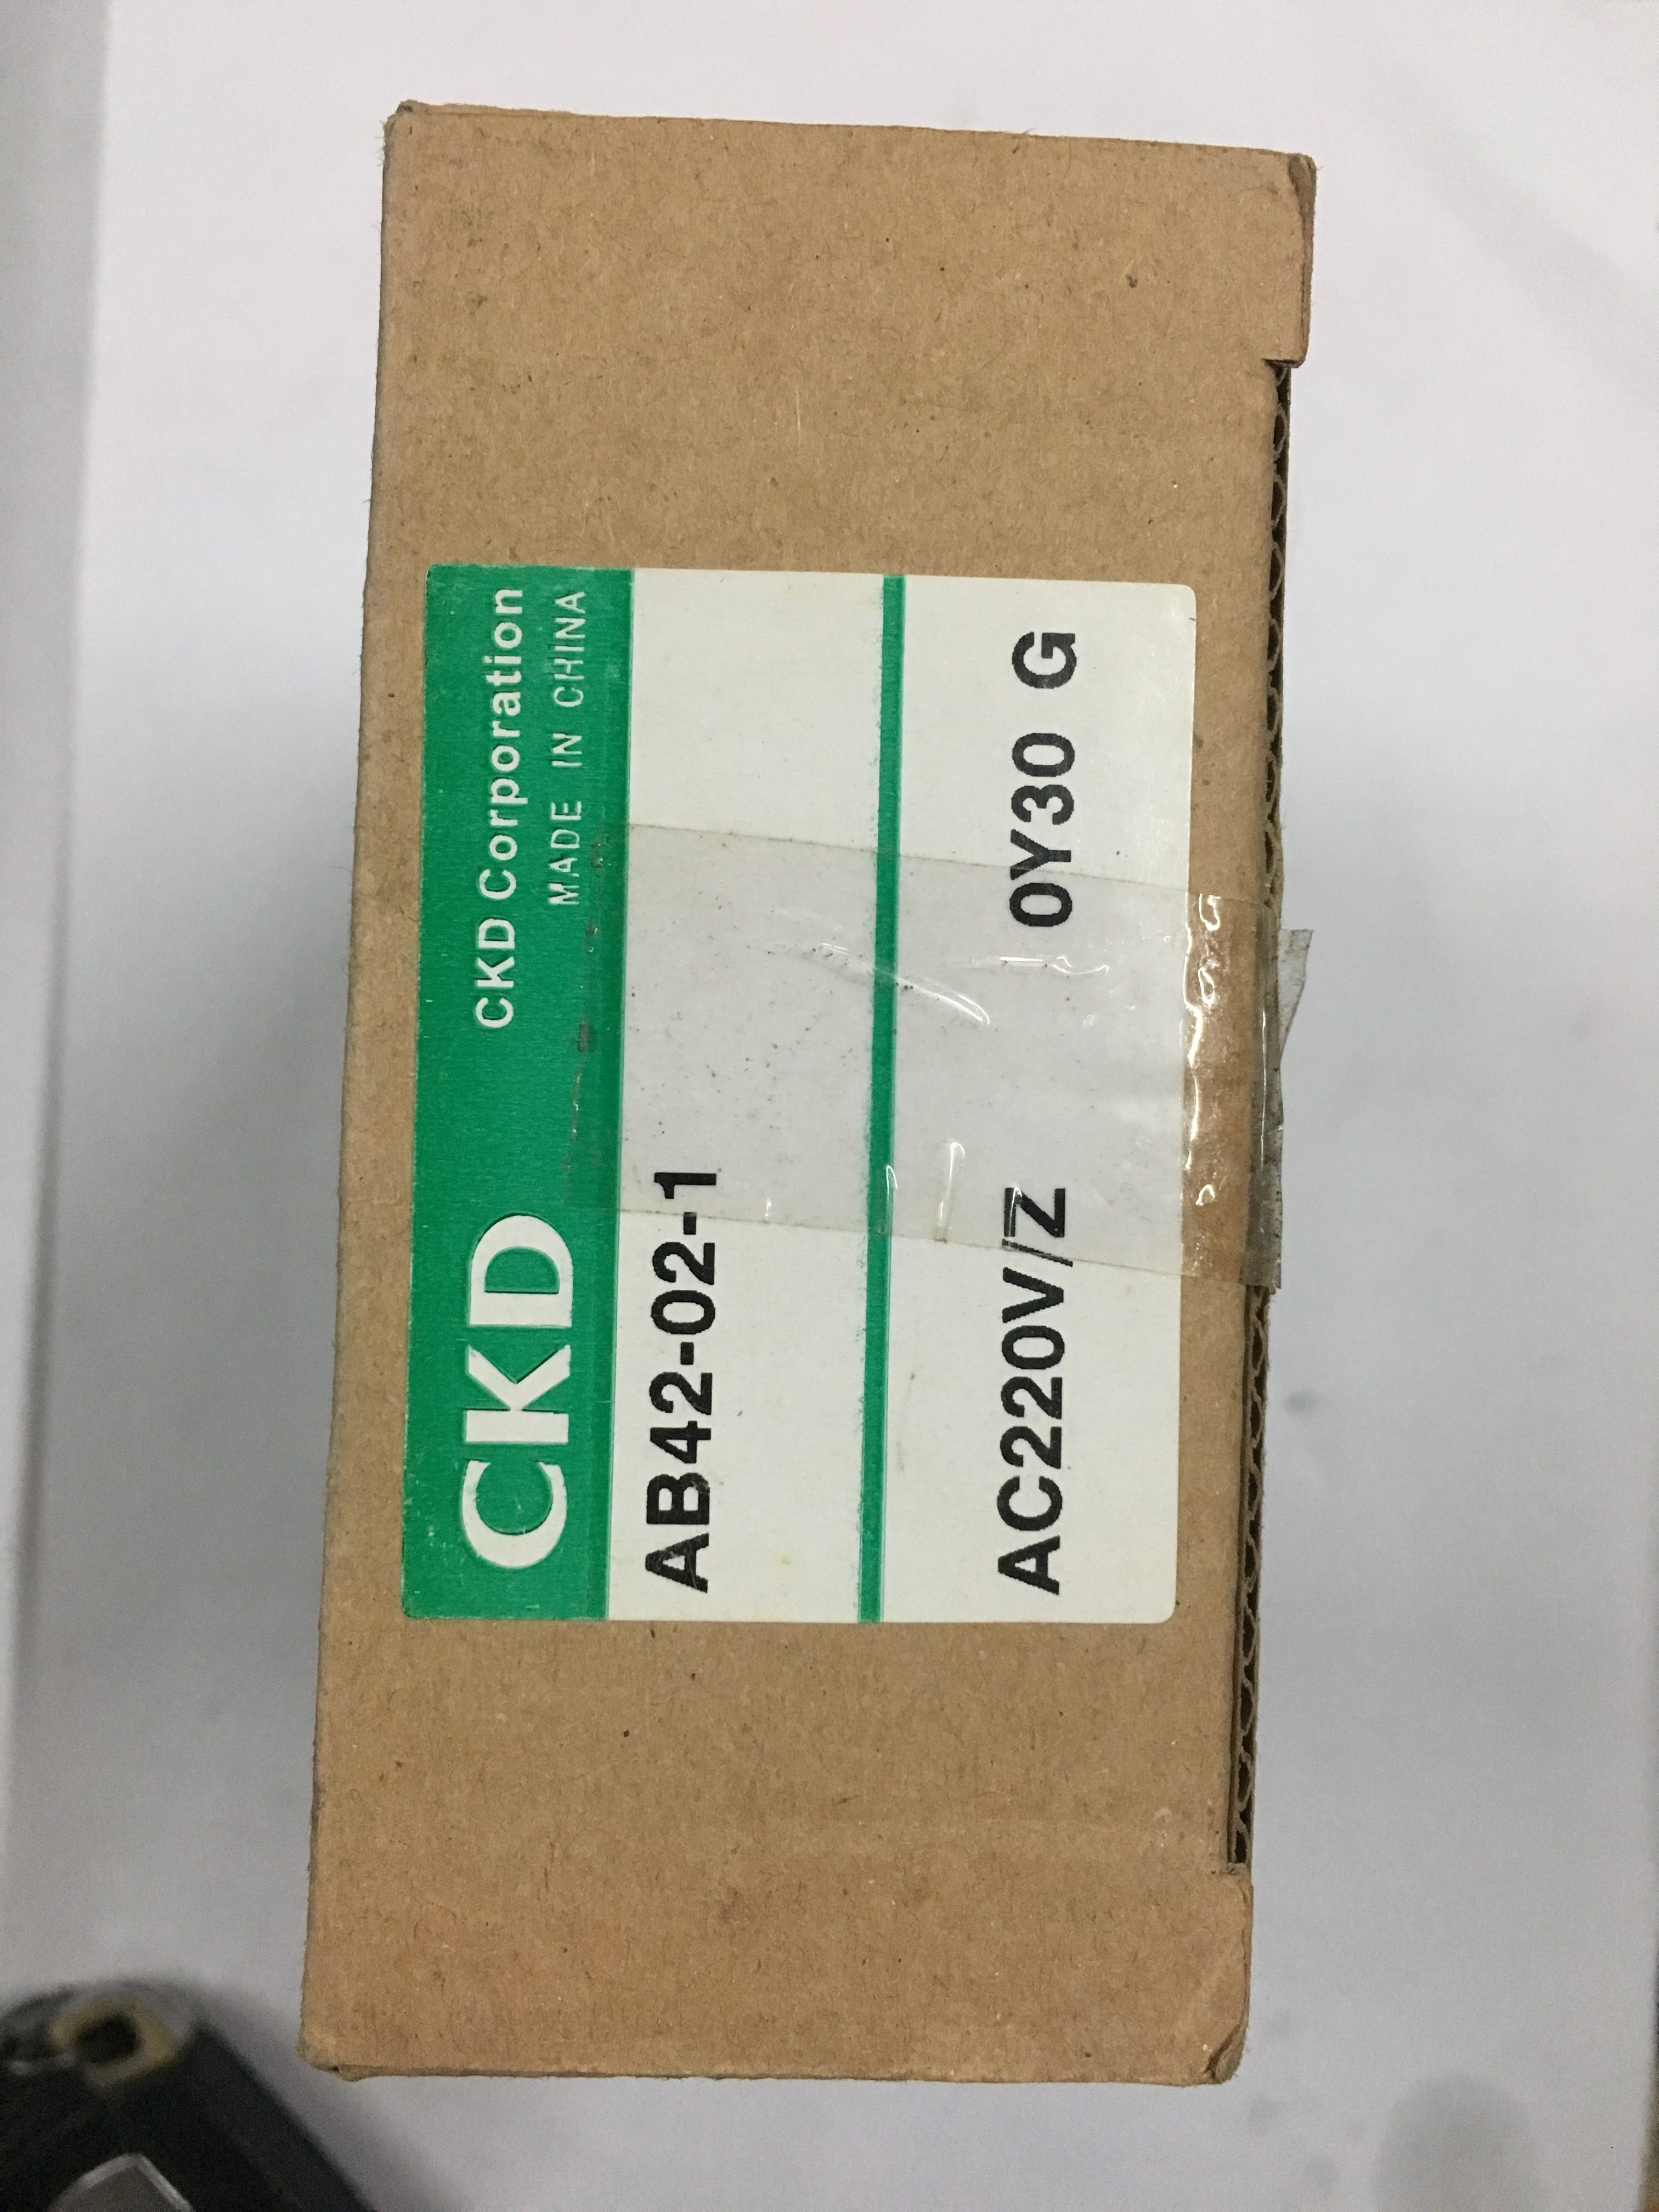 CKD CKD Corporation
MADE IN CHINA
AB42-02-1
AC220V/Z 0Y30 G